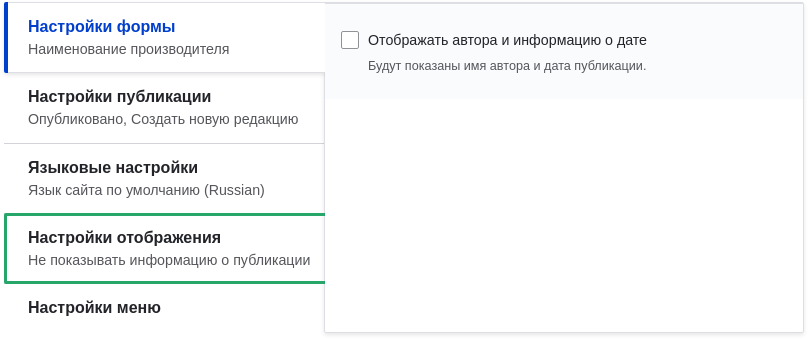 Настройки формы
Наименование производителя
Настройки публикации
Опубликовано, Создать новую редакцию
Языковые настройки
Язык сайта по умолчанию (Russian)
Настройки отображения
Не показывать информацию о публикации
Настройки меню
Отображать автора и информацию о дате
Будут показаны имя автора и дата публикации.